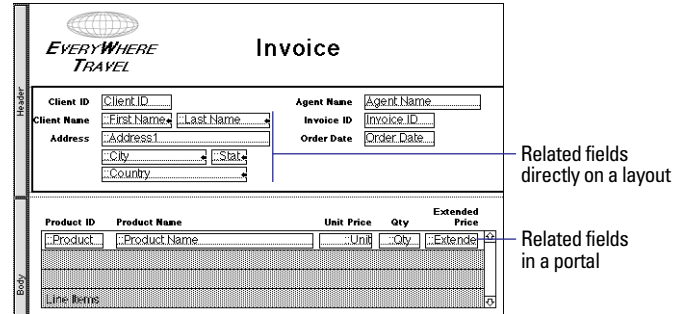 EVERYWHERE
TRAVEL
Invoice
Header
Client ID
Client ID
Agent Name
Agent Name
Client Name
::First Name
::Last Name
Invoice ID
Invoice ID
Address
::Address1
Order Date
Order Date
::City
::Stat
::Country
Related fields
directly on a layout
Product ID
Product Name
Unit Price
Qty
Extended
Price
::Product
::Product Name
::Unit
::Qty
::Extende
Related fields
in a portal
Body
Line Items